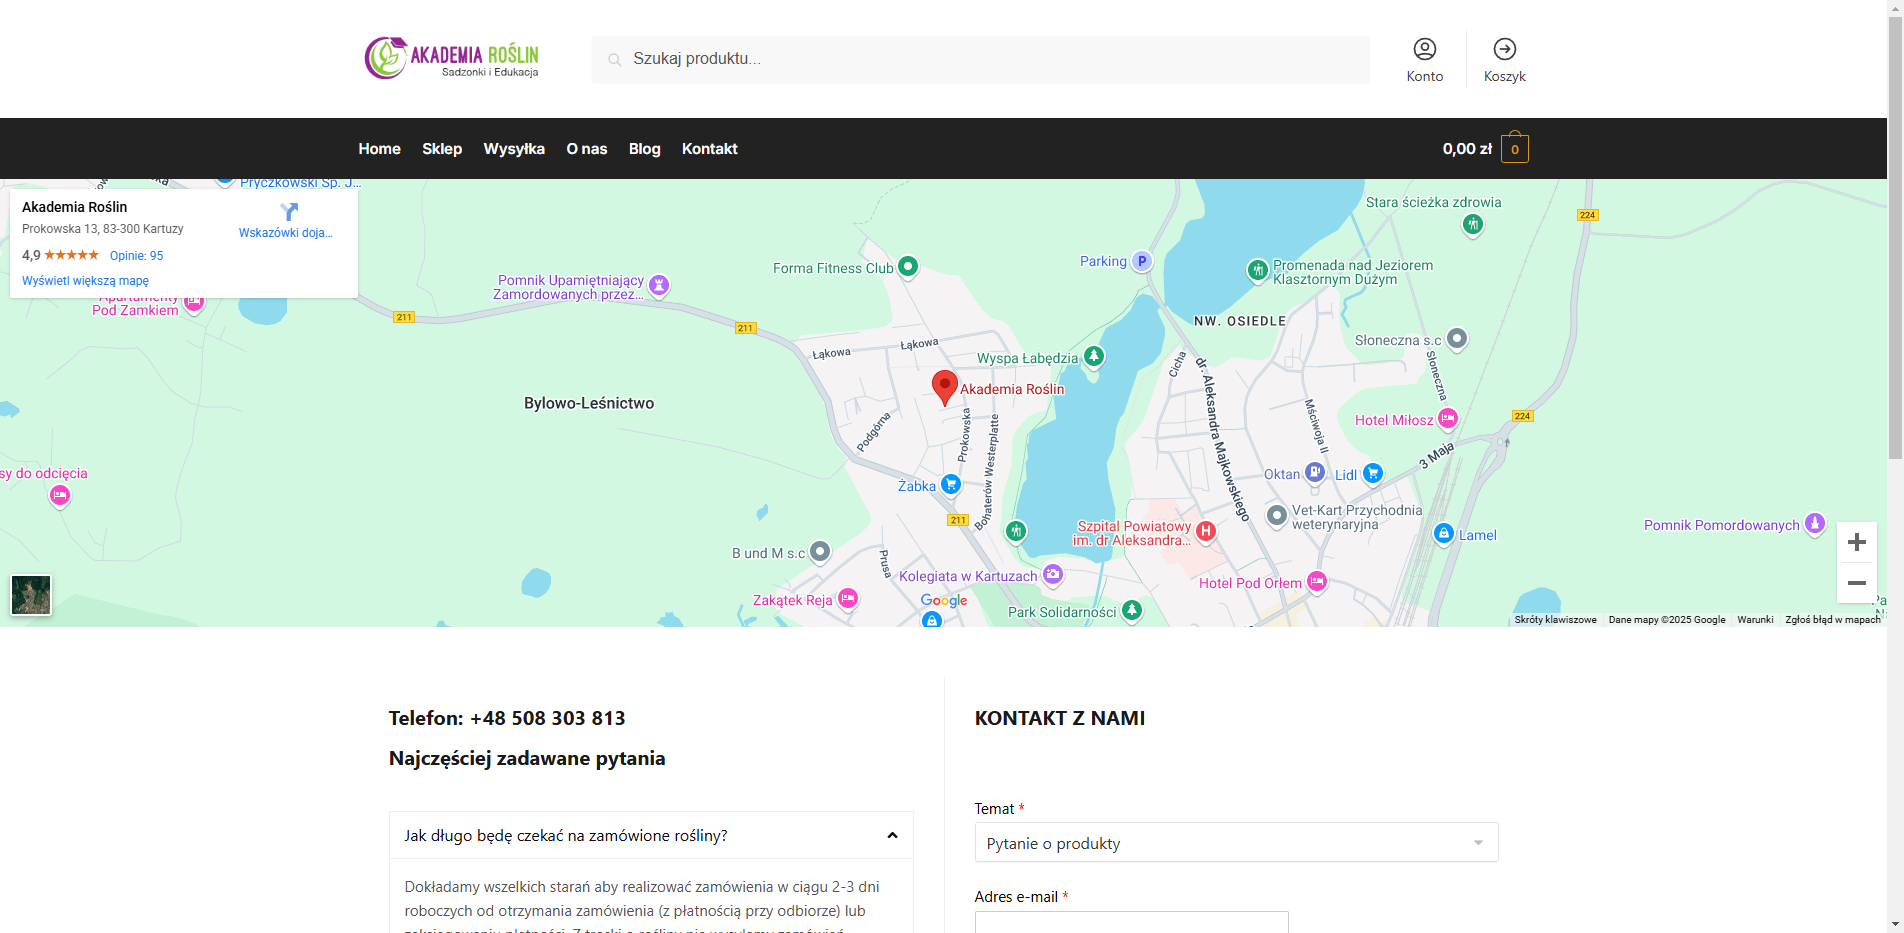 AKADEMIA ROŚLIN
Sadzonki i Edukacja
Szukaj produktu...
Konto
Koszyk
Home
Sklep
Wysyłka
O nas
Blog
Kontakt
0,00 zł
0
Pryczkowski Sp. J...
Akademia Roślin
Prokowska 13, 83-300 Kartuzy
4,9
Opinie: 95
Wyświetl większą mapę
Wskazówki doja...
Apartamenty
Pod Zamkiem
211
Pomnik Upamiętniający
Zamordowanych przez...
211
Forma Fitness Club
Parking
P
Stara ścieżka zdrowia
224
Promenada nad Jeziorem
Klasztornym Dużym
NW. OSIEDLE
Słoneczna s.c
Słoneczna
Łąkowa
Łąkowa
Wyspa Łabędzia
Cicha
Akademia Roślin
Bylowo-Leśnictwo
Podgórna
Prokowska
Bohaterów Westerplatte
dr. Aleksandra Majkowskiego
Mściwoja II
Hotel Miłosz
224
3 Maja
sy do odcięcia
Żabka
211
Oktan
Lidl
Vet-Kart Przychodnia
weterynaryjna
Szpital Powiatowy
im. dr Aleksandra...
H
Lamel
Pomnik Pomordowanych
B und M s.c
Prusa
Kolegiata w Kartuzach
Zakątek Reja
Google
Park Solidarności
Hotel Pod Orłem
Skróty klawiszowe
Dane mapy ©2025 Google
Warunki
Zgłoś błąd w mapach
Telefon: +48 508 303 813
Najczęściej zadawane pytania
Jak długo będę czekać na zamówione rośliny?
Dokładamy wszelkich starań aby realizować zamówienia w ciągu 2-3 dni
roboczych od otrzymania zamówienia (z płatnością przy odbiorze) lub
KONTAKT Z NAMI
Temat *
Pytanie o produkty
Adres e-mail *